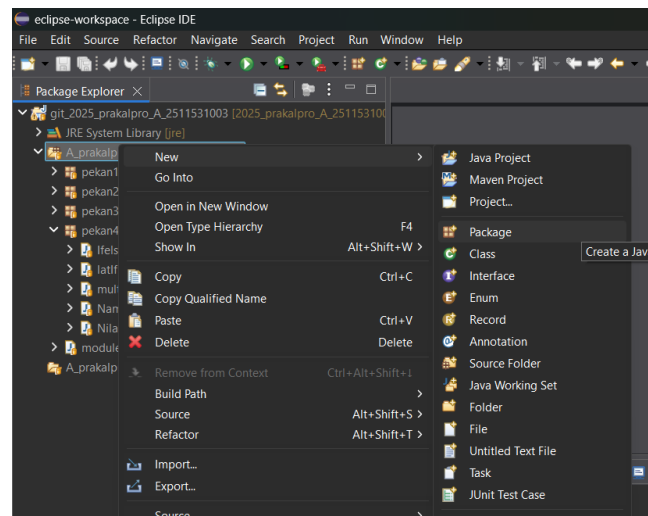 eclipse-workspace - Eclipse IDE
File Edit Source Refactor Navigate Search Project Run Window Help
Package Explorer
git_2025_prakalpro_A_2511531003 [2025_prakalpro_A_25115310
JRE System Library [jre]
A_prakalp
pekan1
pekan2
pekan3
pekan4
Ifels
latIf
mul
Nam
Nila
module
A_prakalp
New
Go Into
Open in New Window
Open Type Hierarchy F4
Show In Alt+Shift+W
Copy Ctrl+C
Copy Qualified Name
Paste Ctrl+V
Delete Delete
Remove from Context Ctrl+Alt+Shift+↓
Build Path
Source Alt+Shift+S
Refactor Alt+Shift+T
Import...
Export...
Source
Java Project
Maven Project
Project...
Package
Class
Create a Jav
Interface
Enum
Record
Annotation
Source Folder
Java Working Set
Folder
File
Untitled Text File
Task
JUnit Test Case